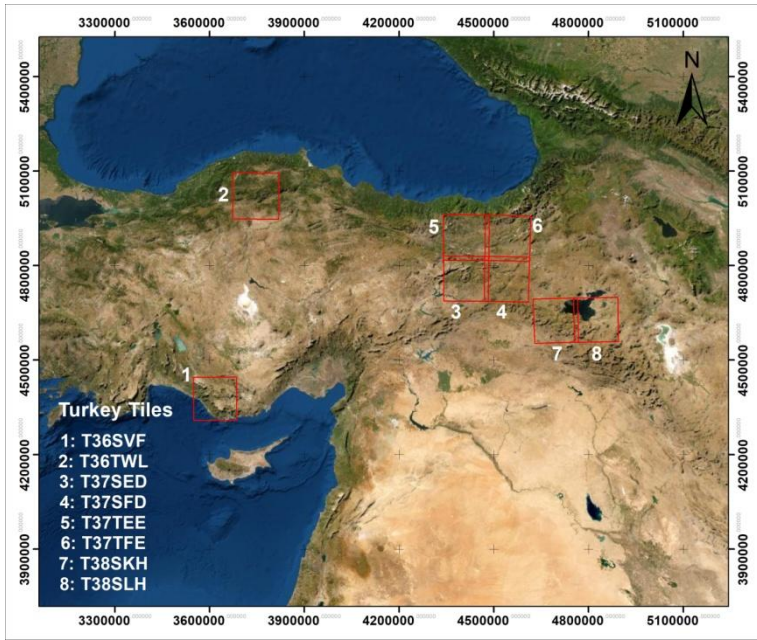 3300000 3600000 3900000 4200000 4500000 4800000 5100000
5400000 5400000
N
5100000 5100000
2
5 6
4800000 4800000
3 4
7 8
4500000 4500000
1
Turkey Tiles
1: T36SVF
2: T36TWL
3: T37SED
4: T37SFD
5: T37TEE
6: T37TFE
7: T38SKH
8: T38SLH
4200000 4200000
3900000 3900000
3300000 3600000 3900000 4200000 4500000 4800000 5100000